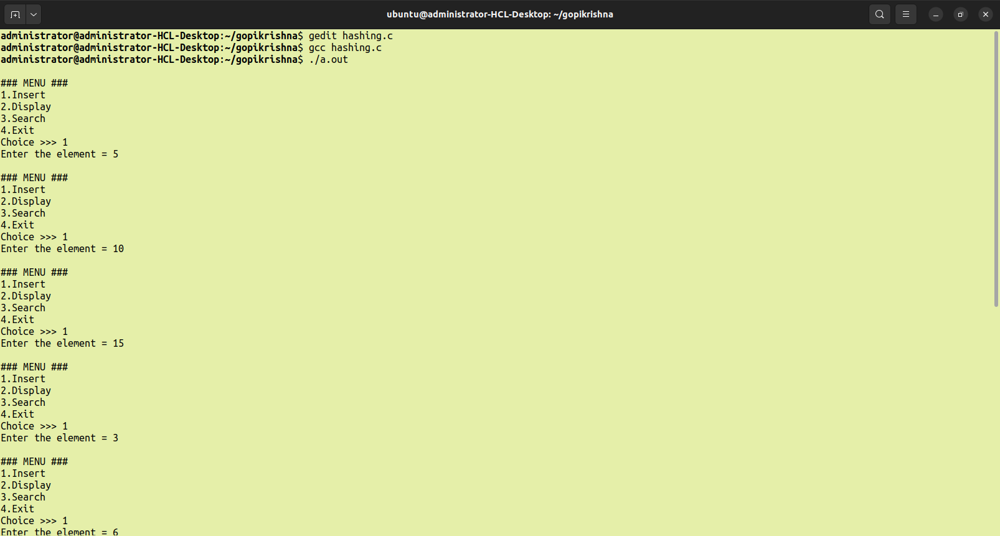 ubuntu@administrator-HCL-Desktop: ~/gopikrishna
administrator@administrator-HCL-Desktop:~/gopikrishna$ gedit hashing.c
administrator@administrator-HCL-Desktop:~/gopikrishna$ gcc hashing.c
administrator@administrator-HCL-Desktop:~/gopikrishna$ ./a.out
### MENU ###
1.Insert
2.Display
3.Search
4.Exit
Choice >>> 1
Enter the element = 5
### MENU ###
1.Insert
2.Display
3.Search
4.Exit
Choice >>> 1
Enter the element = 10
### MENU ###
1.Insert
2.Display
3.Search
4.Exit
Choice >>> 1
Enter the element = 15
### MENU ###
1.Insert
2.Display
3.Search
4.Exit
Choice >>> 1
Enter the element = 3
### MENU ###
1.Insert
2.Display
3.Search
4.Exit
Choice >>> 1
Enter the element = 6